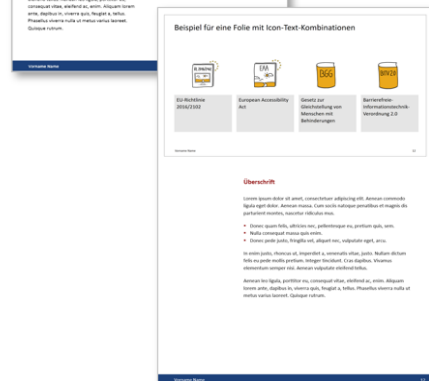 consequat vitae, eleifend ac, enim. Aliquam lorem
ante, dapibus in, viverra quis, feugiat a, tellus.
Phasellus viverra nulla ut metus varius laoreet.
Quisque rutrum.
Vorname Name
Beispiel für eine Folie mit Icon-Text-Kombinationen
EAA
BGG
BITV 2.0
EU-Richtlinie
2016/2102
European Accessibility
Act
Gesetz zur
Gleichstellung von
Menschen mit
Behinderungen
Barrierefreie-
Informationstechnik-
Verordnung 2.0
Vorname Name
Überschrift
Lorem ipsum dolor sit amet, consectetuer adipiscing elit. Aenean commodo
ligula eget dolor. Aenean massa. Cum sociis natoque penatibus et magnis dis
parturient montes, nascetur ridiculus mus.
• Donec quam felis, ultricies nec, pellentesque eu, pretium quis, sem.
• Nulla consequat massa quis enim.
• Donec pede justo, fringilla vel, aliquet nec, vulputate eget, arcu.
In enim justo, rhoncus ut, imperdiet a, venenatis vitae, justo. Nullam dictum
felis eu pede mollis pretium. Integer tincidunt. Cras dapibus. Vivamus
elementum semper nisi. Aenean vulputate eleifend tellus.
Aenean leo ligula, porttitor eu, consequat vitae, eleifend ac, enim. Aliquam
lorem ante, dapibus in, viverra quis, feugiat a, tellus. Phasellus viverra nulla ut
metus varius laoreet. Quisque rutrum.
Vorname Name